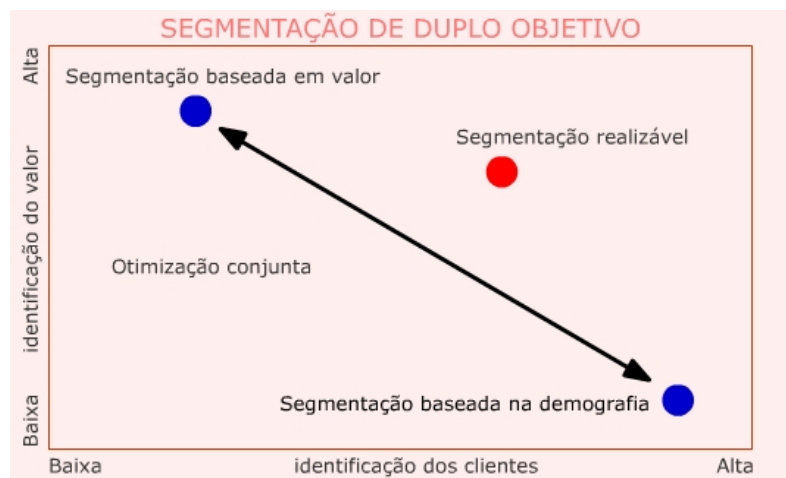 SEGMENTAÇÃO DE DUPLO OBJETIVO
Alta
Segmentação baseada em valor
Segmentação realizável
identificação do valor
Otimização conjunta
Segmentação baseada na demografia
Baixa
Baixa
identificação dos clientes
Alta